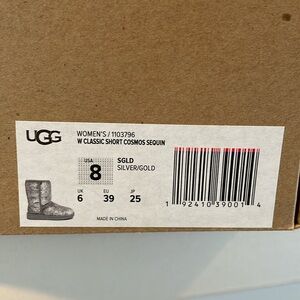 UGG
WOMEN'S / 1103796
W CLASSIC SHORT COSMOS SEQUIN
USA
8
SGLD
SILVER/GOLD
UK EU JP
6 39 25
MADE IN CHINA
1 92410 39001 4